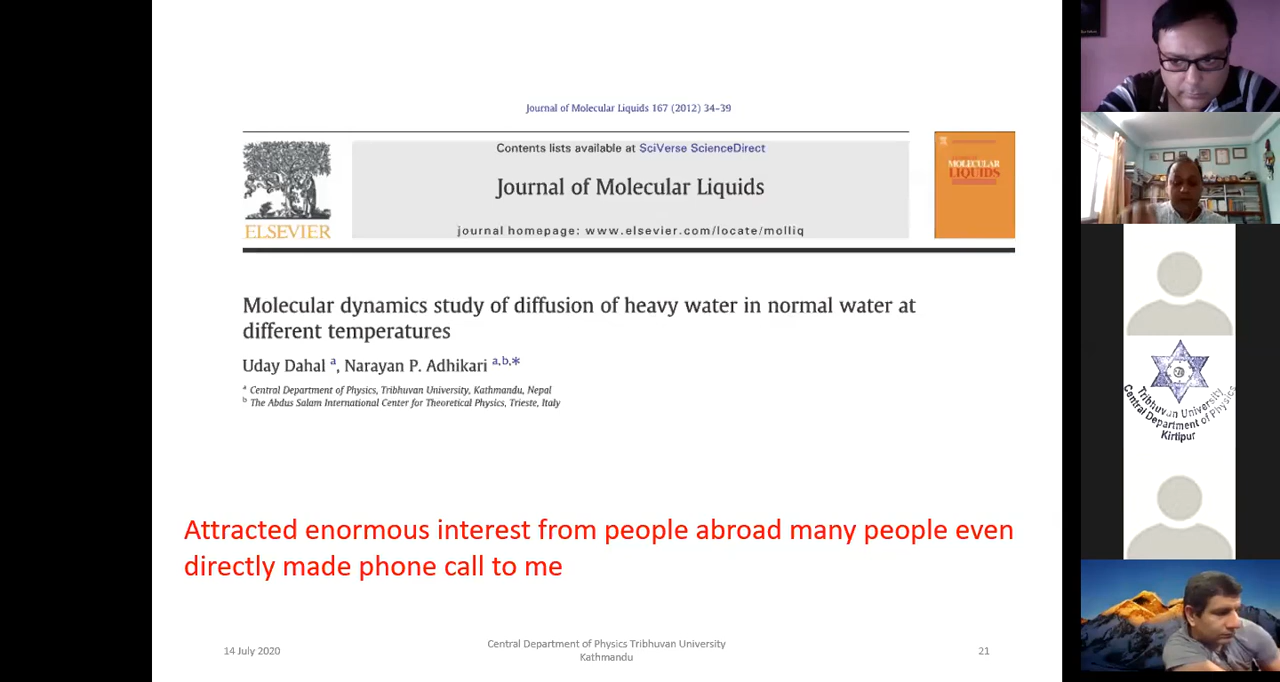 Journal of Molecular Liquids 167 (2012) 34–39
Contents lists available at SciVerse ScienceDirect
Journal of Molecular Liquids
journal homepage: www.elsevier.com/locate/molliq
ELSEVIER
MOLECULAR
LIQUIDS
Molecular dynamics study of diffusion of heavy water in normal water at
different temperatures
Uday Dahal a, Narayan P. Adhikari a,b,*
a Central Department of Physics, Tribhuvan University, Kathmandu, Nepal
b The Abdus Salam International Center for Theoretical Physics, Trieste, Italy
Attracted enormous interest from people abroad many people even
directly made phone call to me
14 July 2020
Central Department of Physics Tribhuvan University
Kathmandu
21
Tribhuvan University
Central Department of Physics
Kirtipur